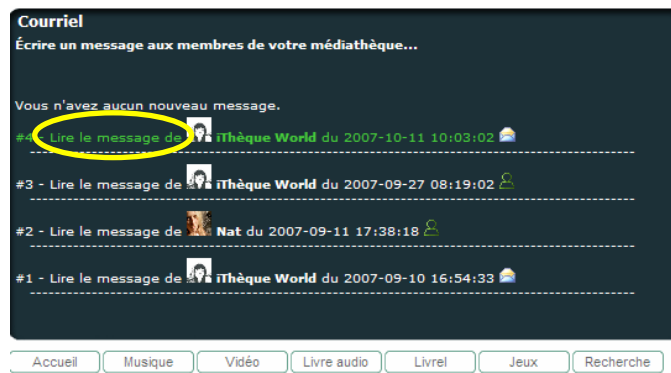 Courriel
Écrire un message aux membres de votre médiathèque...
Vous n'avez aucun nouveau message.
#4 - Lire le message de iThèque World du 2007-10-11 10:03:02
#3 - Lire le message de iThèque World du 2007-09-27 08:19:02
#2 - Lire le message de Nat du 2007-09-11 17:38:18
#1 - Lire le message de iThèque World du 2007-09-10 16:54:33
Accueil Musique Vidéo Livre audio Livrel Jeux Recherche